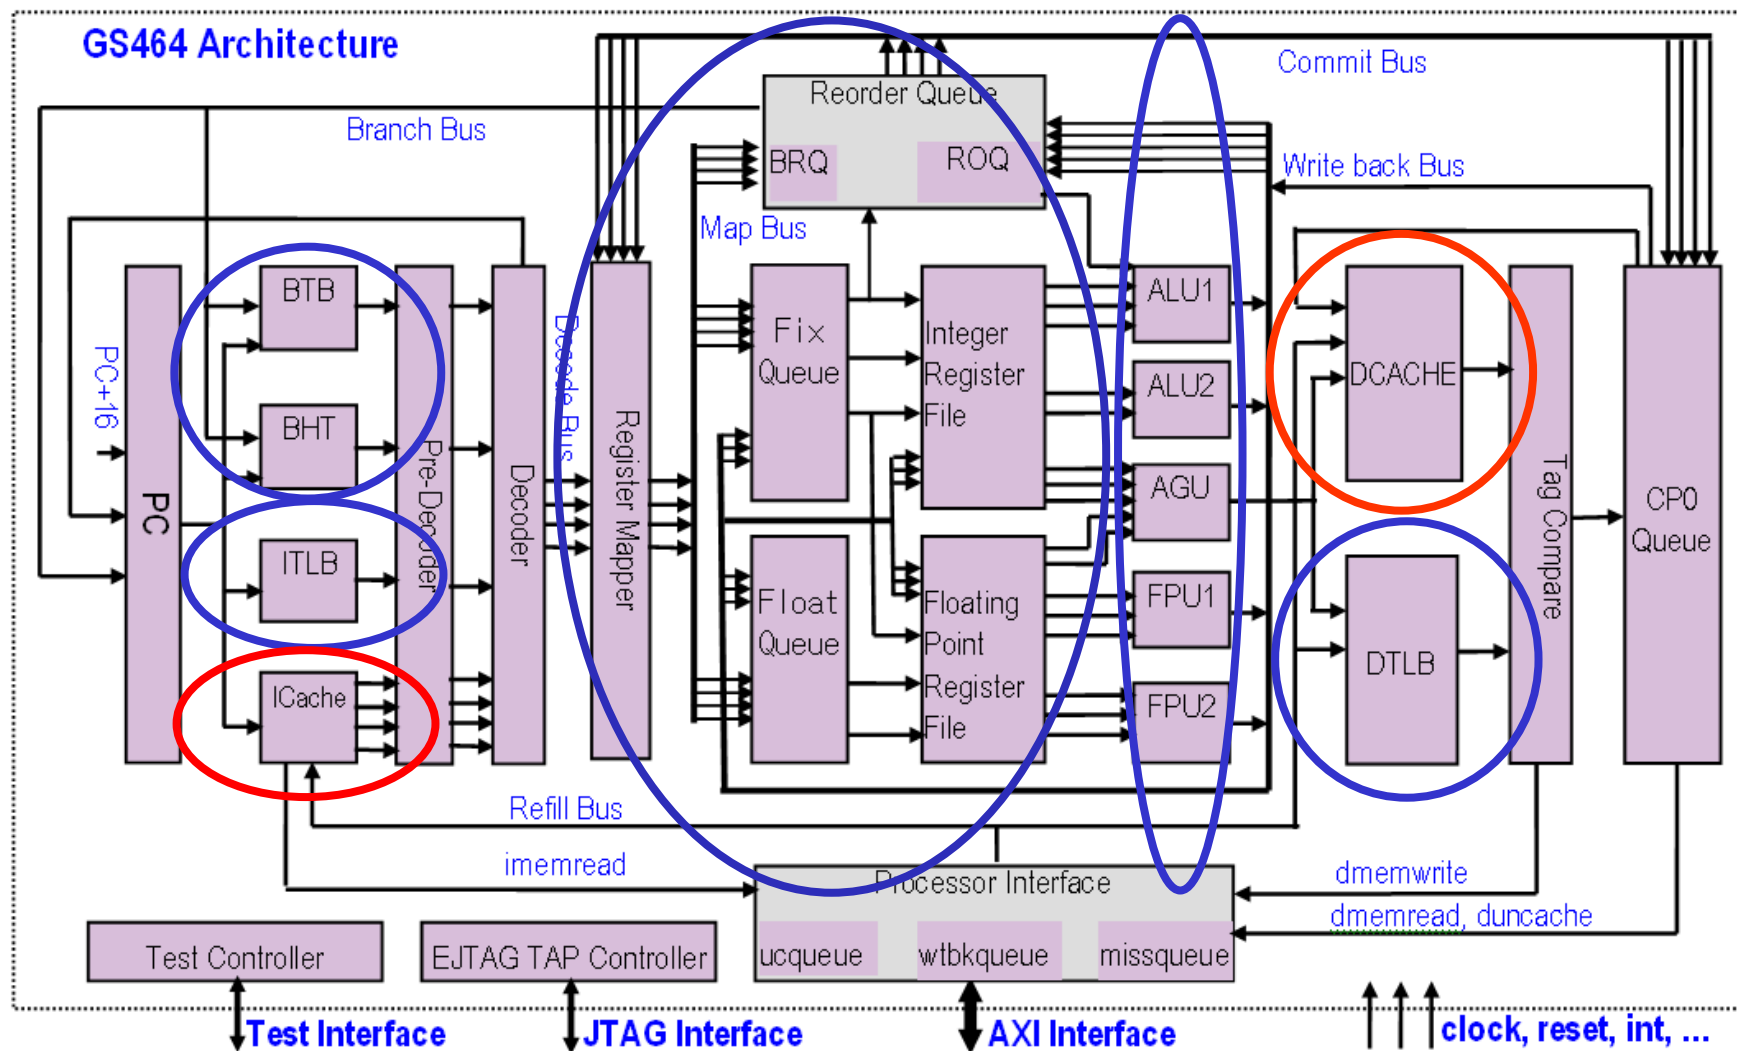 GS464 Architecture
Commit Bus
Reorder Queue
Branch Bus
BRQ
ROQ
Write back Bus
Map Bus
BTB
ALU1
Fix
Queue
Integer
Register
File
DCACHE
ALU2
PC+16
BHT
Decode Bus
Pre-Decoder
Decoder
Register Mapper
PC
AGU
Tag Compare
CP0
Queue
ITLB
Float
Queue
Floating
Point
Register
File
FPU1
DTLB
ICache
FPU2
Refill Bus
imemread
Processor Interface
dmemwrite
dmemread, duncache
Test Controller
EJTAG TAP Controller
ucqueue
wtbkqueue
missqueue
Test Interface
JTAG Interface
AXI Interface
clock, reset, int, ...